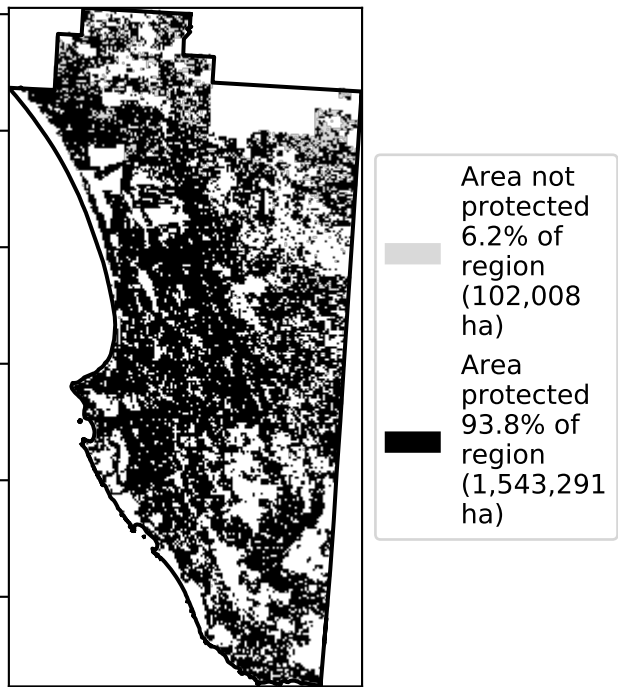 Area not
protected
6.2% of
region
(102,008
ha)
Area
protected
93.8% of
region
(1,543,291
ha)